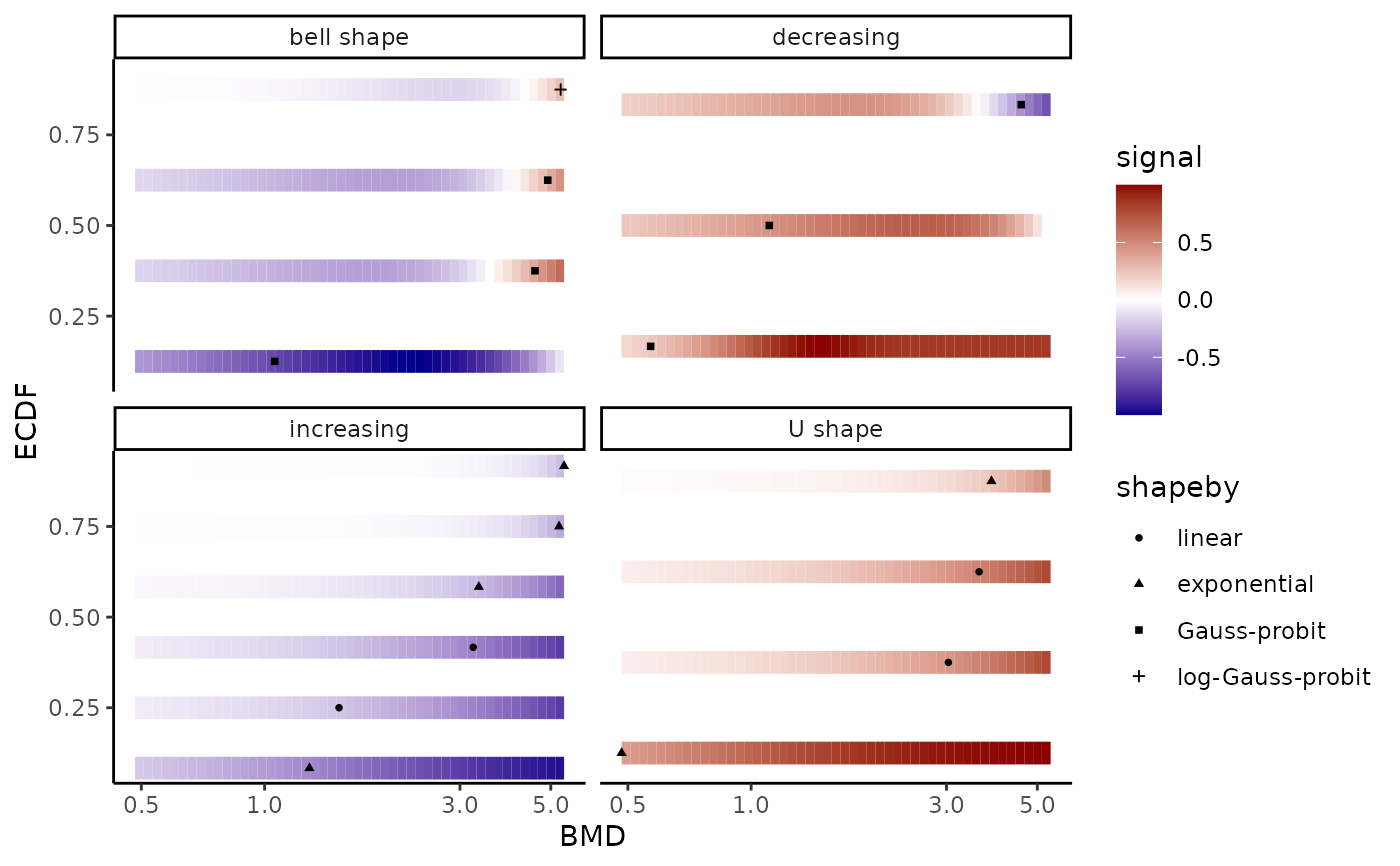 bell shape
decreasing
0.75
0.50
0.25
increasing
U shape
0.75
0.50
0.25
ECDF
0.5
1.0
3.0
5.0
0.5
1.0
3.0
5.0
BMD
signal
0.5
0.0
-0.5
shapeby
linear
exponential
Gauss-probit
log-Gauss-probit